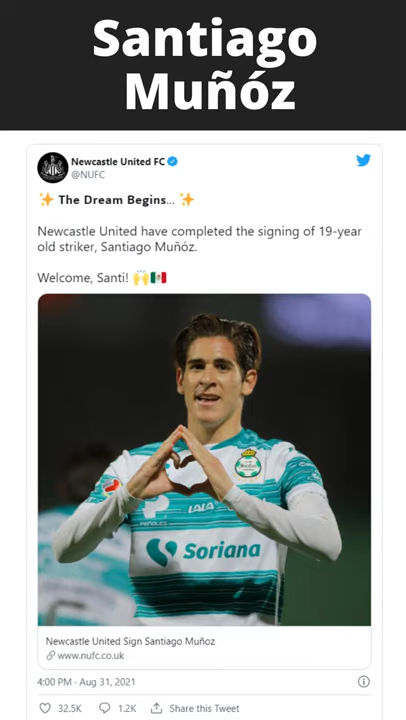 Santiago
Muñóz
Newcastle United FC
@NUFC
✨ The Dream Begins... ✨
Newcastle United have completed the signing of 19-year
old striker, Santiago Muñóz.
Welcome, Santi! 🙌🇲🇽
PEÑOLES
LALA
Soriana
Newcastle United Sign Santiago Muñoz
www.nufc.co.uk
4:00 PM · Aug 31, 2021
32.5K 1.2K Share this Tweet